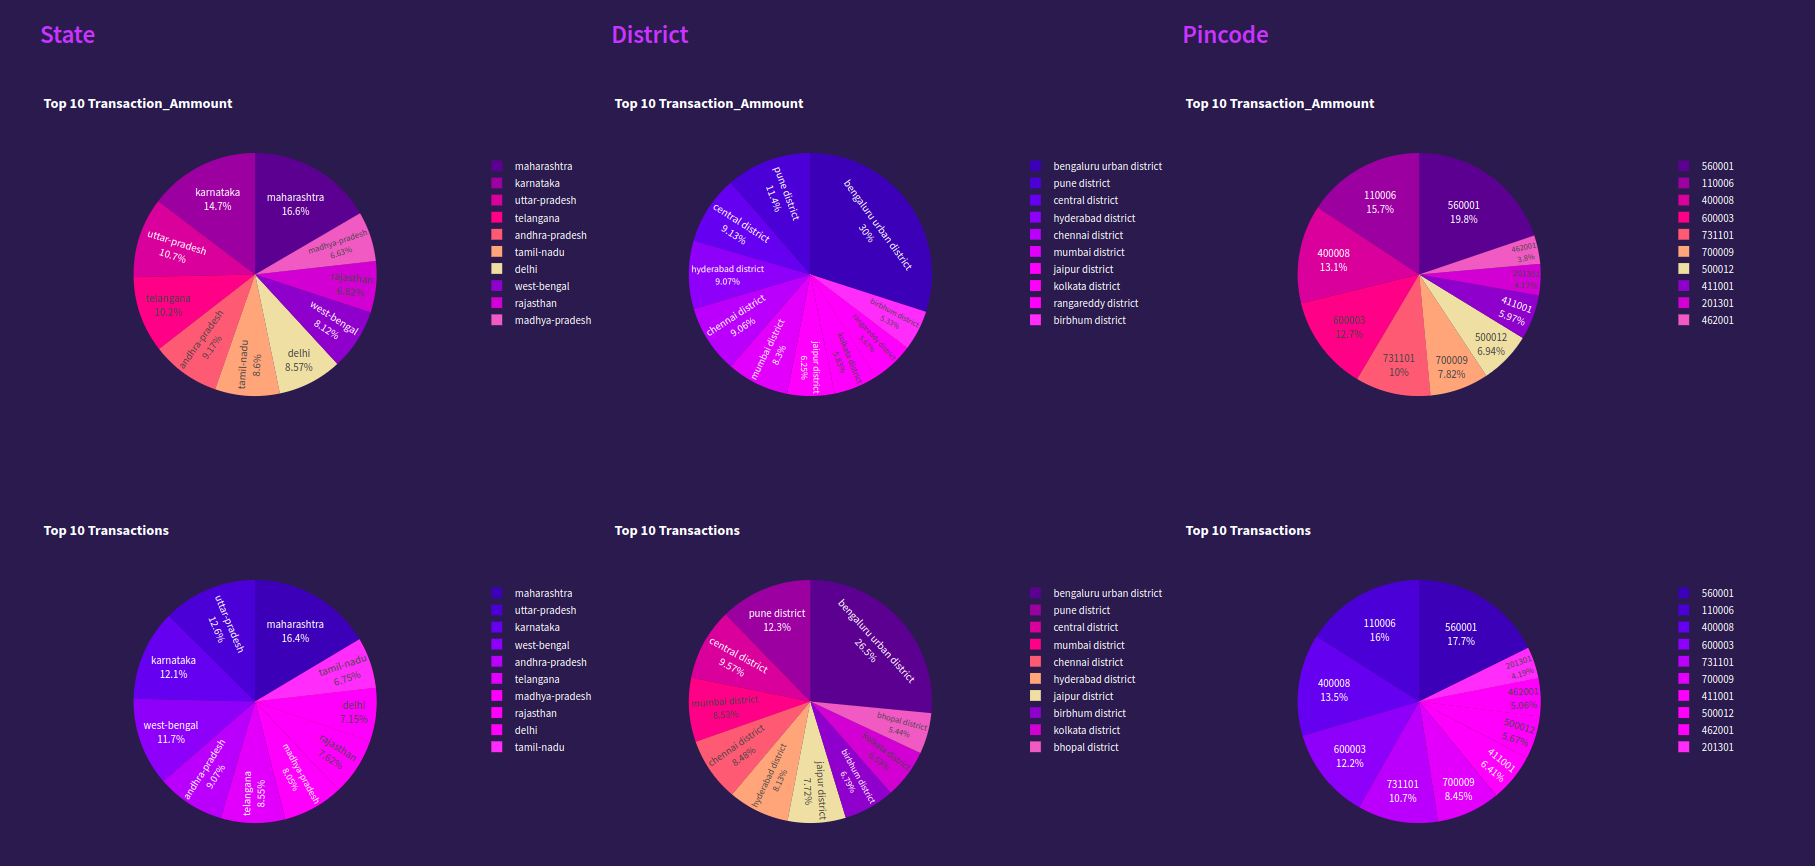 State
District
Pincode
Top 10 Transaction_Ammount
maharashtra
16.6%
karnataka
14.7%
uttar-pradesh
10.7%
telangana
10.2%
andhra-pradesh
9.17%
tamil-nadu
8.6%
delhi
8.57%
west-bengal
8.12%
rajasthan
6.82%
madhya-pradesh
6.63%
maharashtra
karnataka
uttar-pradesh
telangana
andhra-pradesh
tamil-nadu
delhi
west-bengal
rajasthan
madhya-pradesh
Top 10 Transaction_Ammount
bengaluru urban district
30%
pune district
11.4%
central district
9.13%
hyderabad district
9.07%
chennai district
9.06%
mumbai district
8.3%
jaipur district
6.25%
kolkata district
rangareddy district
birbhum district
5.33%
bengaluru urban district
pune district
central district
hyderabad district
chennai district
mumbai district
jaipur district
kolkata district
rangareddy district
birbhum district
Top 10 Transaction_Ammount
560001
19.8%
110006
15.7%
400008
13.1%
600003
12.7%
731101
10%
700009
7.82%
500012
6.94%
411001
5.97%
201301
462001
3.8%
560001
110006
400008
600003
731101
700009
500012
411001
201301
462001
Top 10 Transactions
maharashtra
16.4%
uttar-pradesh
12.6%
karnataka
12.1%
west-bengal
11.7%
andhra-pradesh
9.07%
telangana
8.55%
madhya-pradesh
8.05%
rajasthan
7.62%
delhi
7.15%
tamil-nadu
6.75%
maharashtra
uttar-pradesh
karnataka
west-bengal
andhra-pradesh
telangana
madhya-pradesh
rajasthan
delhi
tamil-nadu
Top 10 Transactions
bengaluru urban district
26.5%
pune district
12.3%
central district
9.57%
mumbai district
8.53%
chennai district
8.48%
hyderabad district
8.13%
jaipur district
7.72%
birbhum district
6.79%
kolkata district
bhopal district
5.44%
bengaluru urban district
pune district
central district
mumbai district
chennai district
hyderabad district
jaipur district
birbhum district
kolkata district
bhopal district
Top 10 Transactions
560001
17.7%
110006
16%
400008
13.5%
600003
12.2%
731101
10.7%
700009
8.45%
411001
6.41%
500012
5.67%
462001
5.06%
201301
4.19%
560001
110006
400008
600003
731101
700009
411001
500012
462001
201301